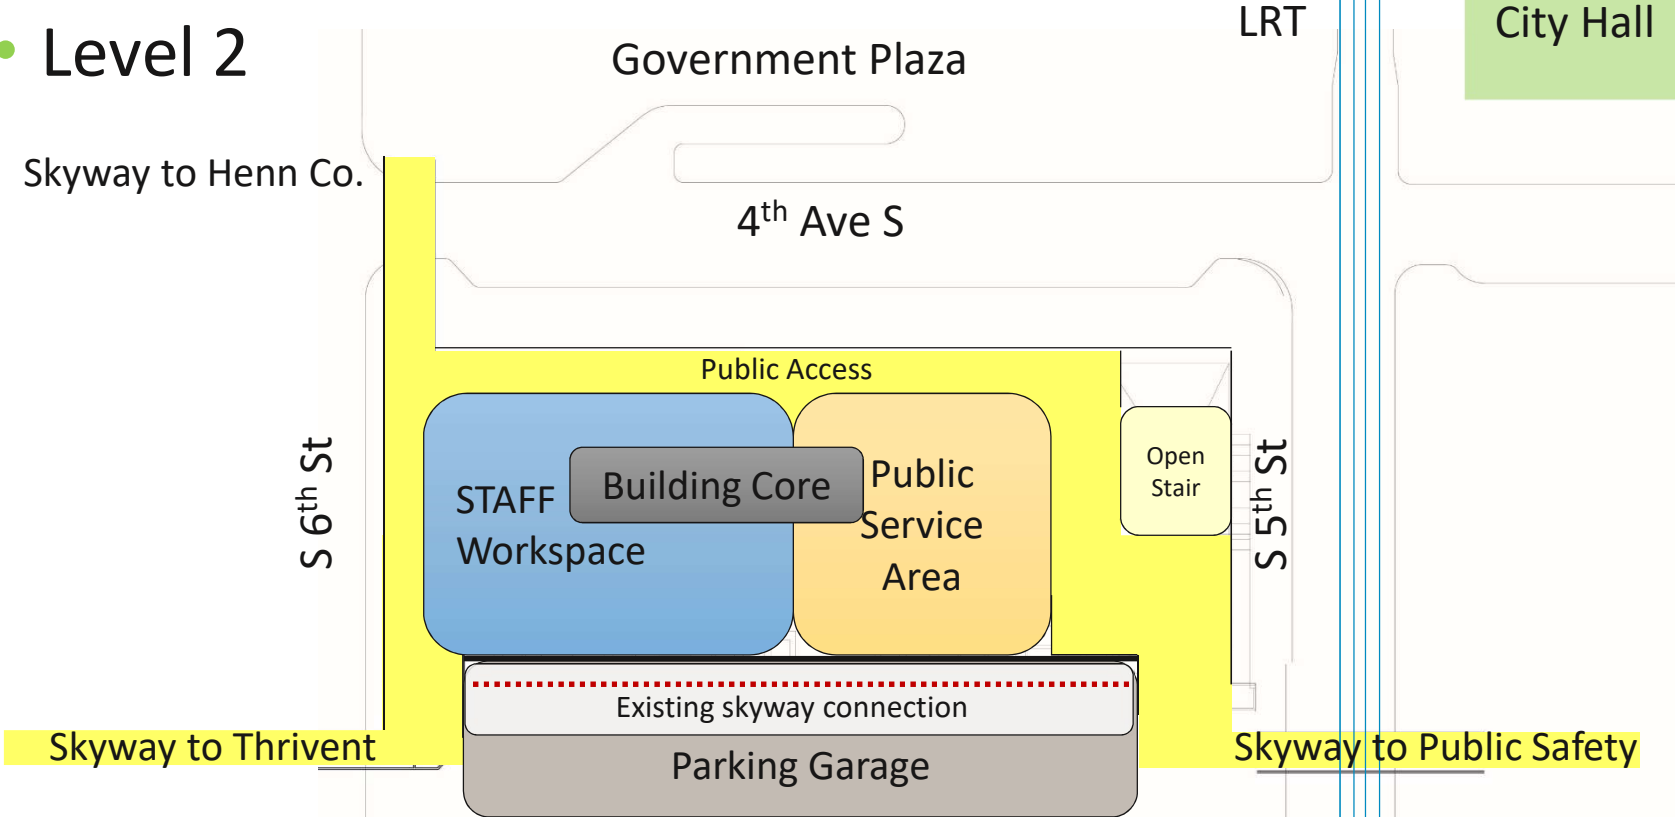 • Level 2
LRT
City Hall
Government Plaza
Skyway to Henn Co.
4th Ave S
Public Access
S 6th St
STAFF
Workspace
Building Core
Public
Service
Area
Open
Stair
S 5th St
Existing skyway connection
Skyway to Thrivent
Skyway to Public Safety
Parking Garage